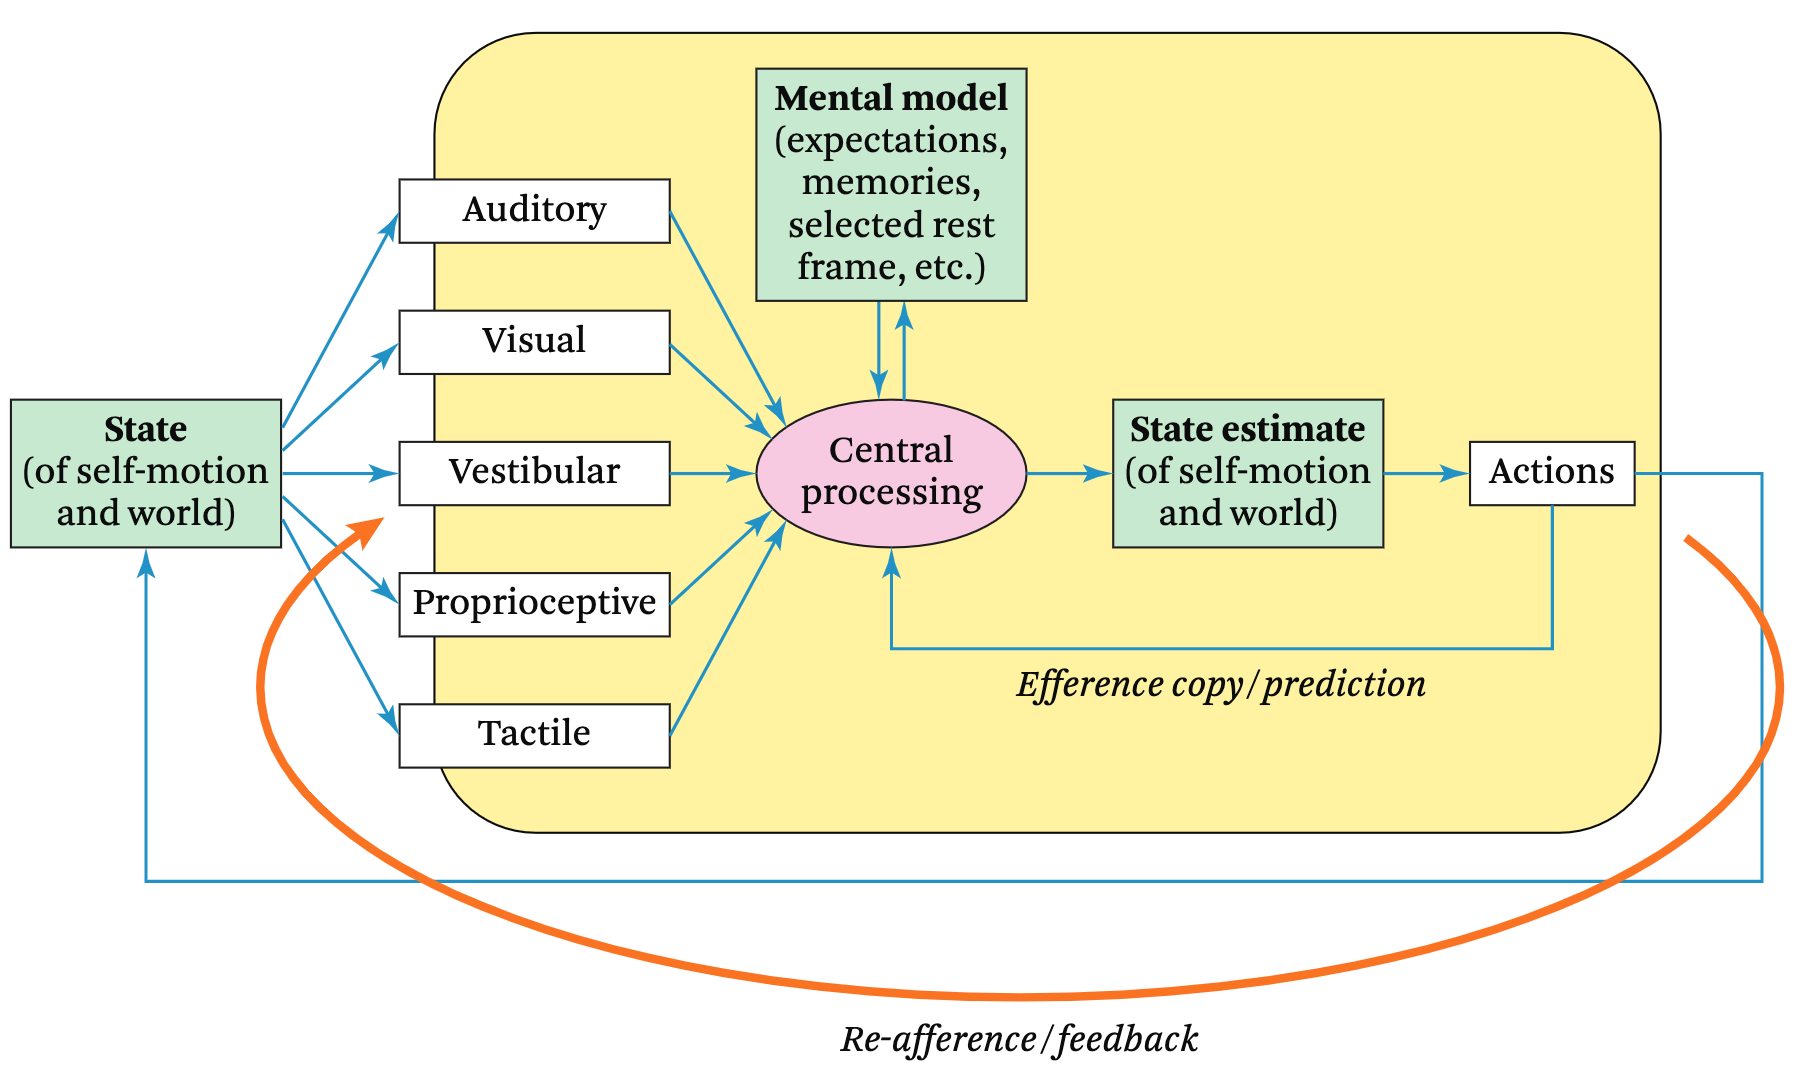 Mental model
(expectations,
memories,
selected rest
frame, etc.)
Auditory
Visual
State
(of self-motion
and world)
Vestibular
Central
processing
State estimate
(of self-motion
and world)
Actions
Proprioceptive
Efference copy/prediction
Tactile
Re-afference/feedback